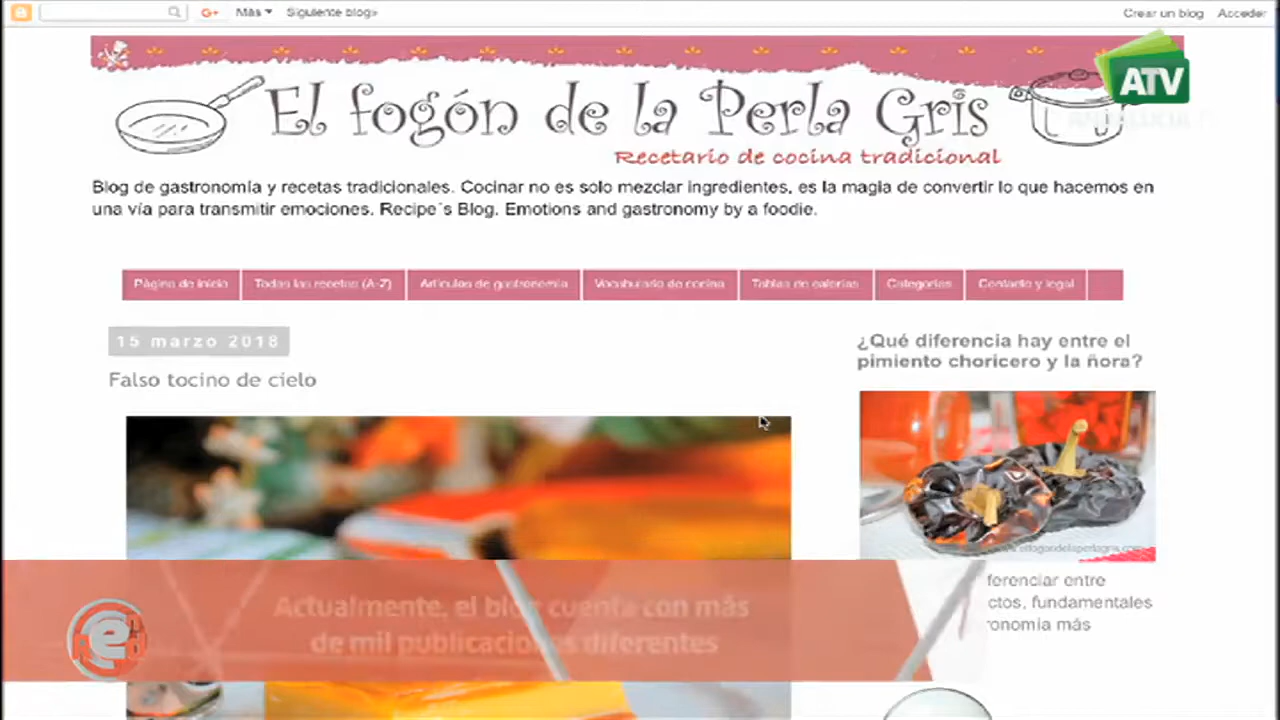 G+ Más Siguiente blog»
Crear un blog Acceder
ATV
El fogón de la Perla Gris
Recetario de cocina tradicional
Blog de gastronomía y recetas tradicionales. Cocinar no es solo mezclar ingredientes, es la magia de convertir lo que hacemos en
una vía para transmitir emociones. Recipe´s Blog. Emotions and gastronomy by a foodie.
Página de inicio Todas las recetas (A-Z) Artículos de gastronomía Vocabulario de cocina Tablas de calorías Categorías Contacto y legal
15 marzo 2018
Falso tocino de cielo
¿Qué diferencia hay entre el
pimiento choricero y la ñora?
www.elfogondelaperlagris.com
ferenciar entre
ctos, fundamentales
ronomía más
Actualmente, el blog cuenta con más
de mil publicaciones diferentes